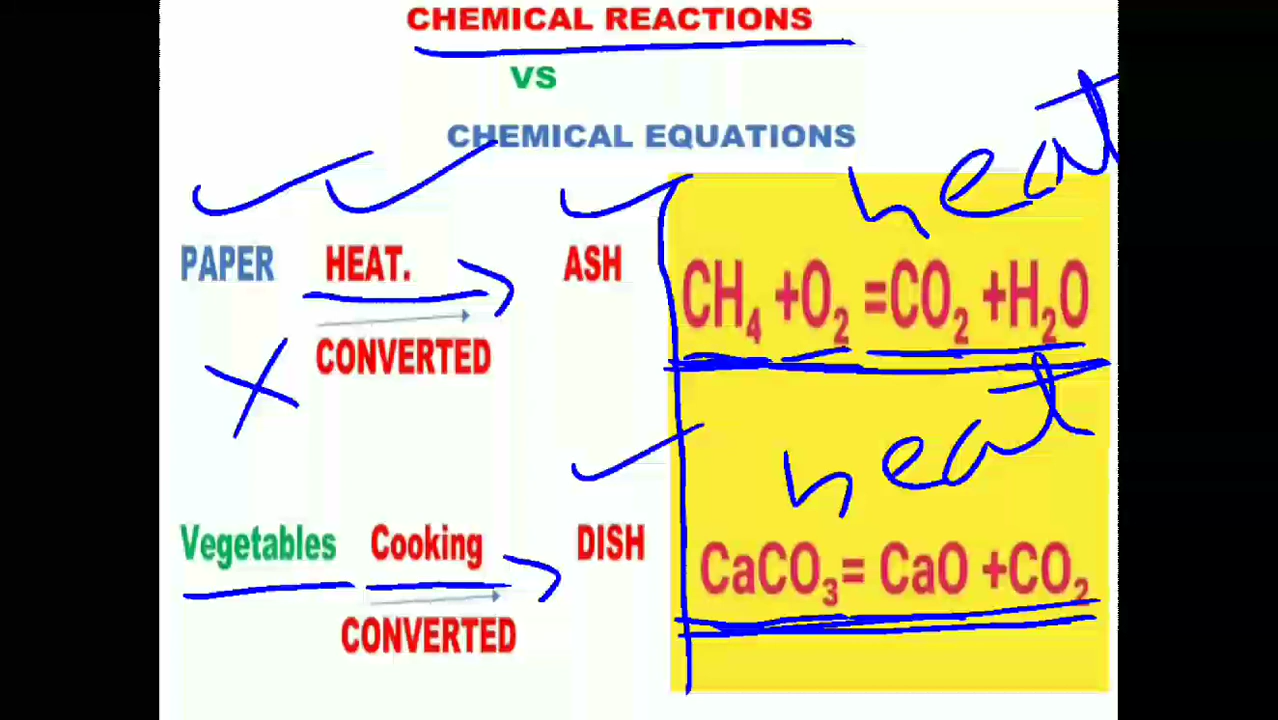 CHEMICAL REACTIONS
VS
CHEMICAL EQUATIONS
PAPER HEAT. ASH
CONVERTED
Vegetables Cooking DISH
CONVERTED
heat
CH₄ +O₂ =CO₂ +H₂O
heat
CaCO₃= CaO +CO₂